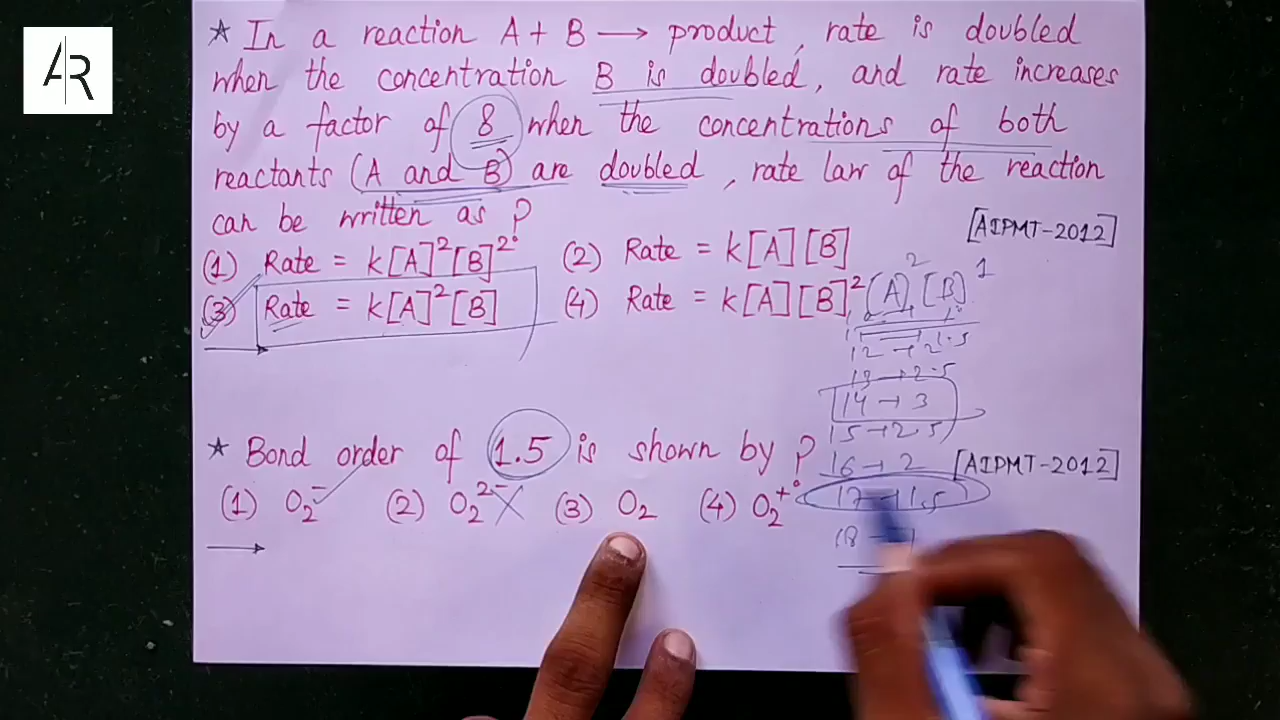 AR
★ In a reaction A + B → product, rate is doubled
when the concentration B is doubled, and rate increases
by a factor of 8 when the concentrations of both
reactants (A and B) are doubled, rate law of the reaction
can be written as ?
[AIPMT-2012]
(1) Rate = k[A]²[B]² (2) Rate = k[A][B]
(3) Rate = k[A]²[B] (4) Rate = k[A][B]²
[A]² [B]¹
12 → 2
13 → 2.5
14 → 3
15 → 2.5
★ Bond order of 1.5 is shown by ?
16 → 2
[AIPMT-2012]
(1) O₂⁻ (2) O₂²⁻ (3) O₂ (4) O₂⁺
17 → 1.5
18 →